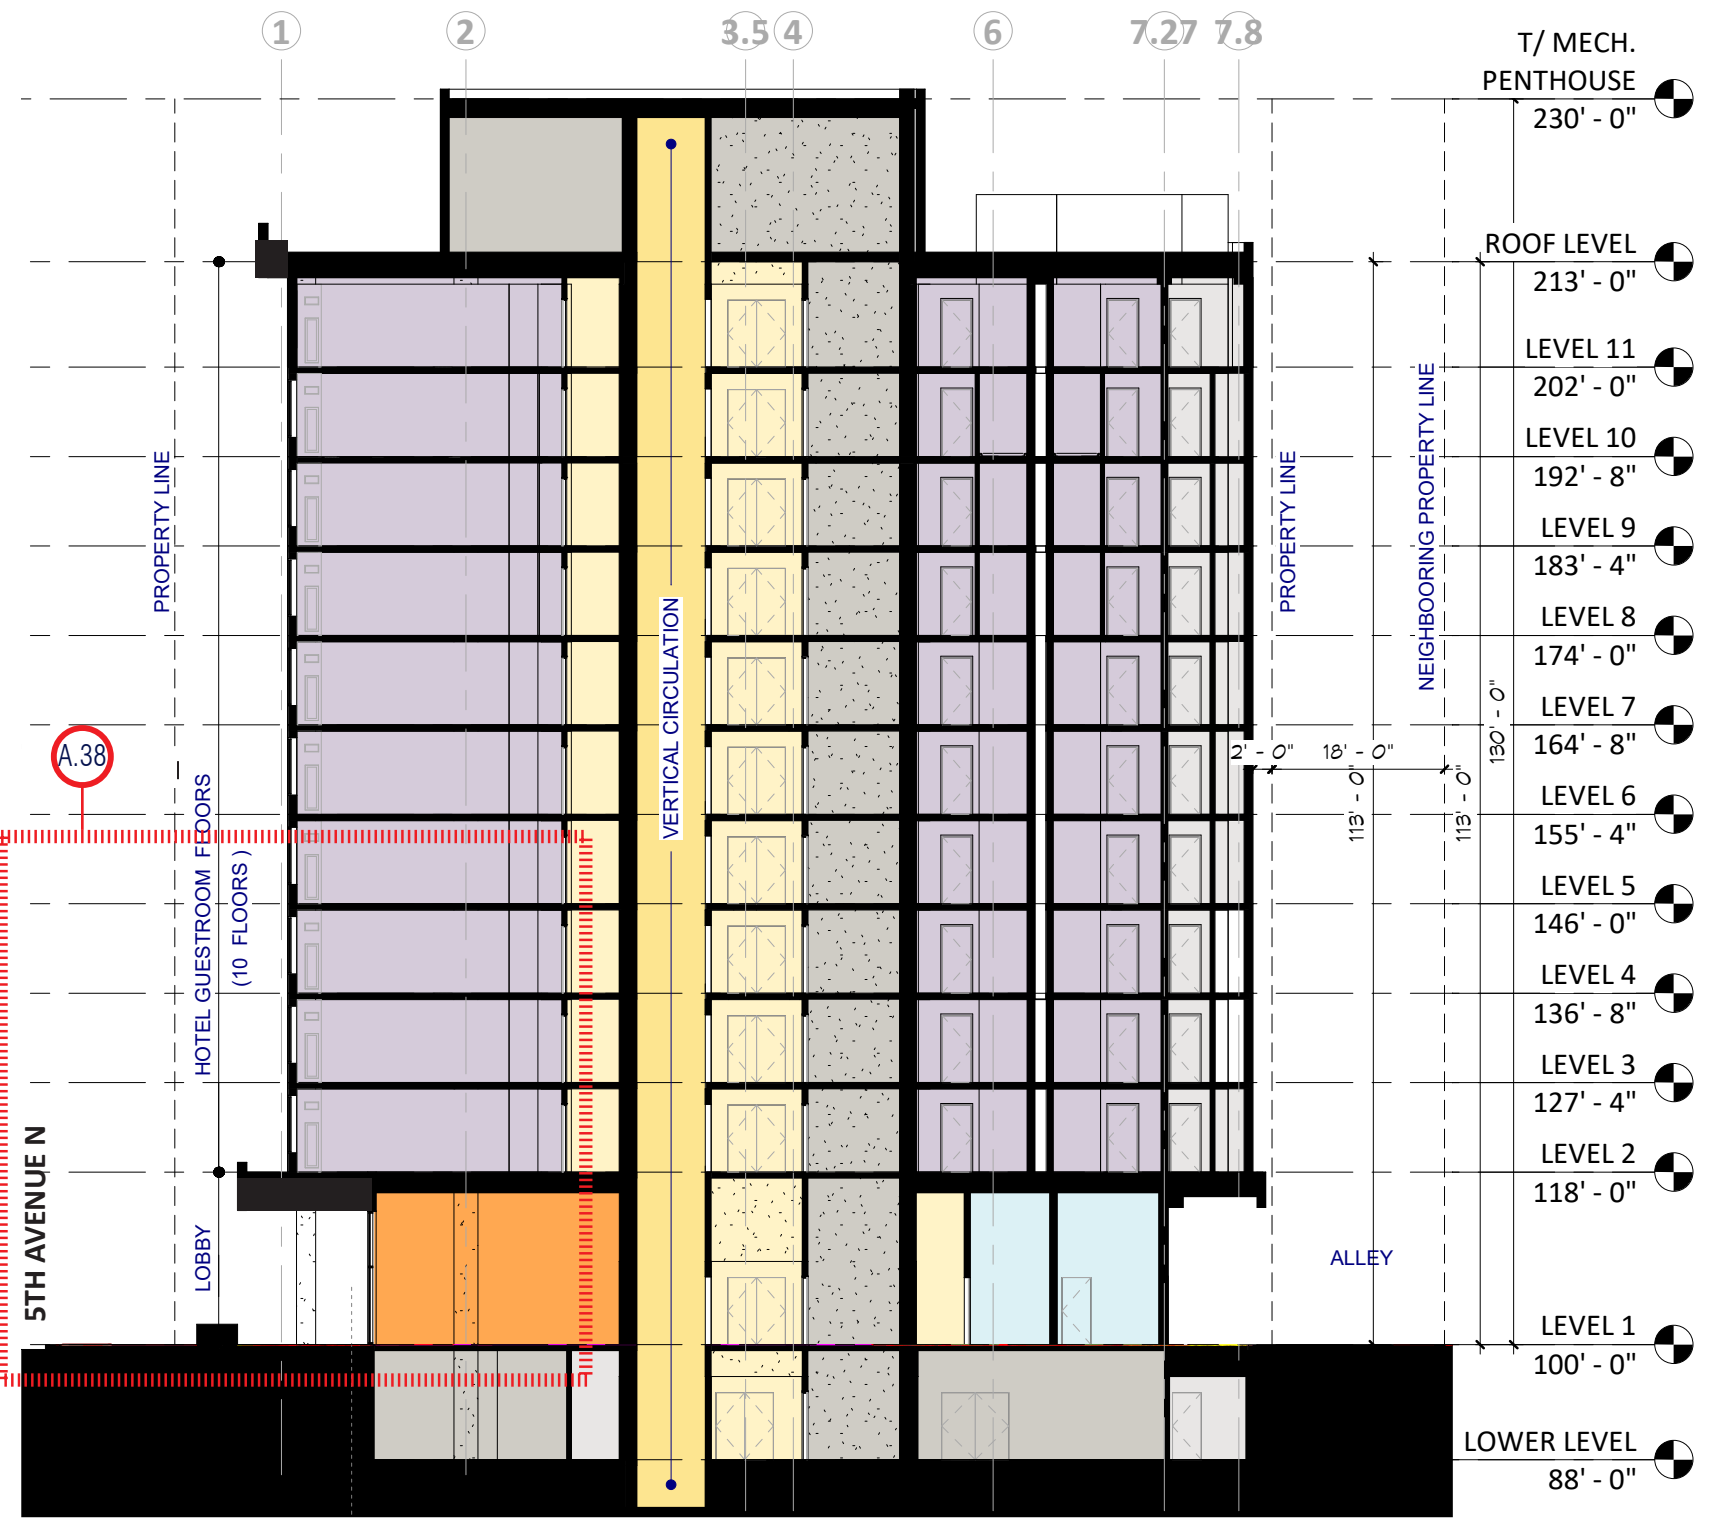 1
2
3.5
4
6
7.27
7.8
T/ MECH.
PENTHOUSE
230' - 0"
ROOF LEVEL
213' - 0"
LEVEL 11
202' - 0"
LEVEL 10
192' - 8"
LEVEL 9
183' - 4"
LEVEL 8
174' - 0"
LEVEL 7
164' - 8"
LEVEL 6
155' - 4"
LEVEL 5
146' - 0"
LEVEL 4
136' - 8"
LEVEL 3
127' - 4"
LEVEL 2
118' - 0"
LEVEL 1
100' - 0"
LOWER LEVEL
88' - 0"
PROPERTY LINE
A.38
HOTEL GUESTROOM FLOORS
(10 FLOORS )
LOBBY
5TH AVENUE N
VERTICAL CIRCULATION
PROPERTY LINE
NEIGHBOORING PROPERTY LINE
2' - 0"
18' - 0"
113' - 0"
113' - 0"
130' - 0"
ALLEY